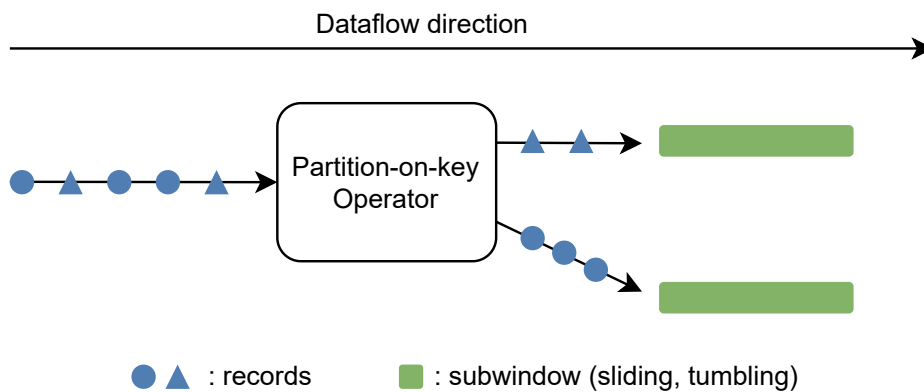 Dataflow direction
Partition-on-key
Operator
: records
: subwindow (sliding, tumbling)